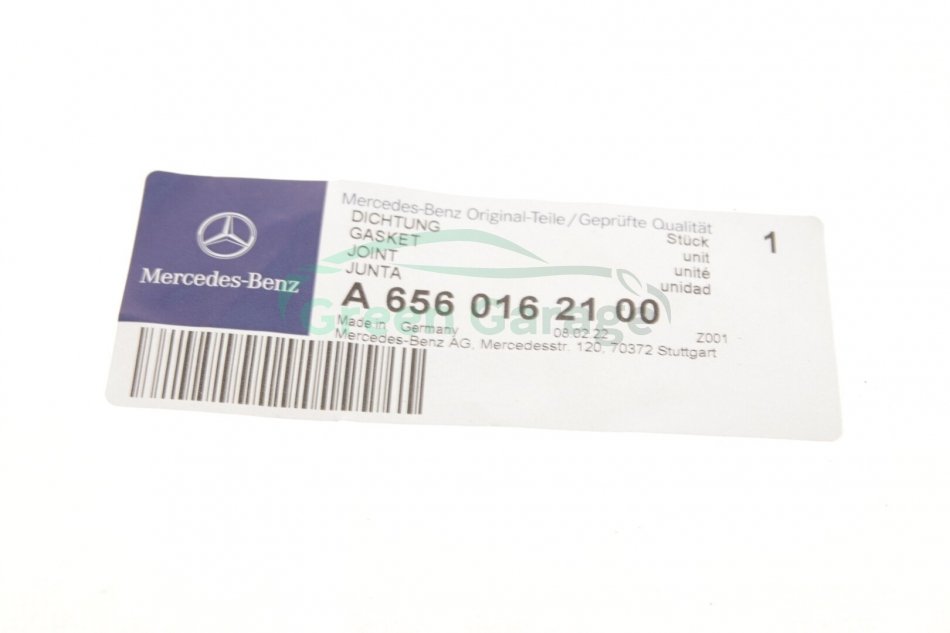 Mercedes-Benz
Mercedes-Benz Original-Teile/Geprüfte Qualität
DICHTUNG Stück 1
GASKET unit
JOINT unité
JUNTA unidad
A 656 016 21 00
Green Garage
Made in Germany 08.02.22 Z001
Mercedes-Benz AG, Mercedesstr. 120, 70372 Stuttgart